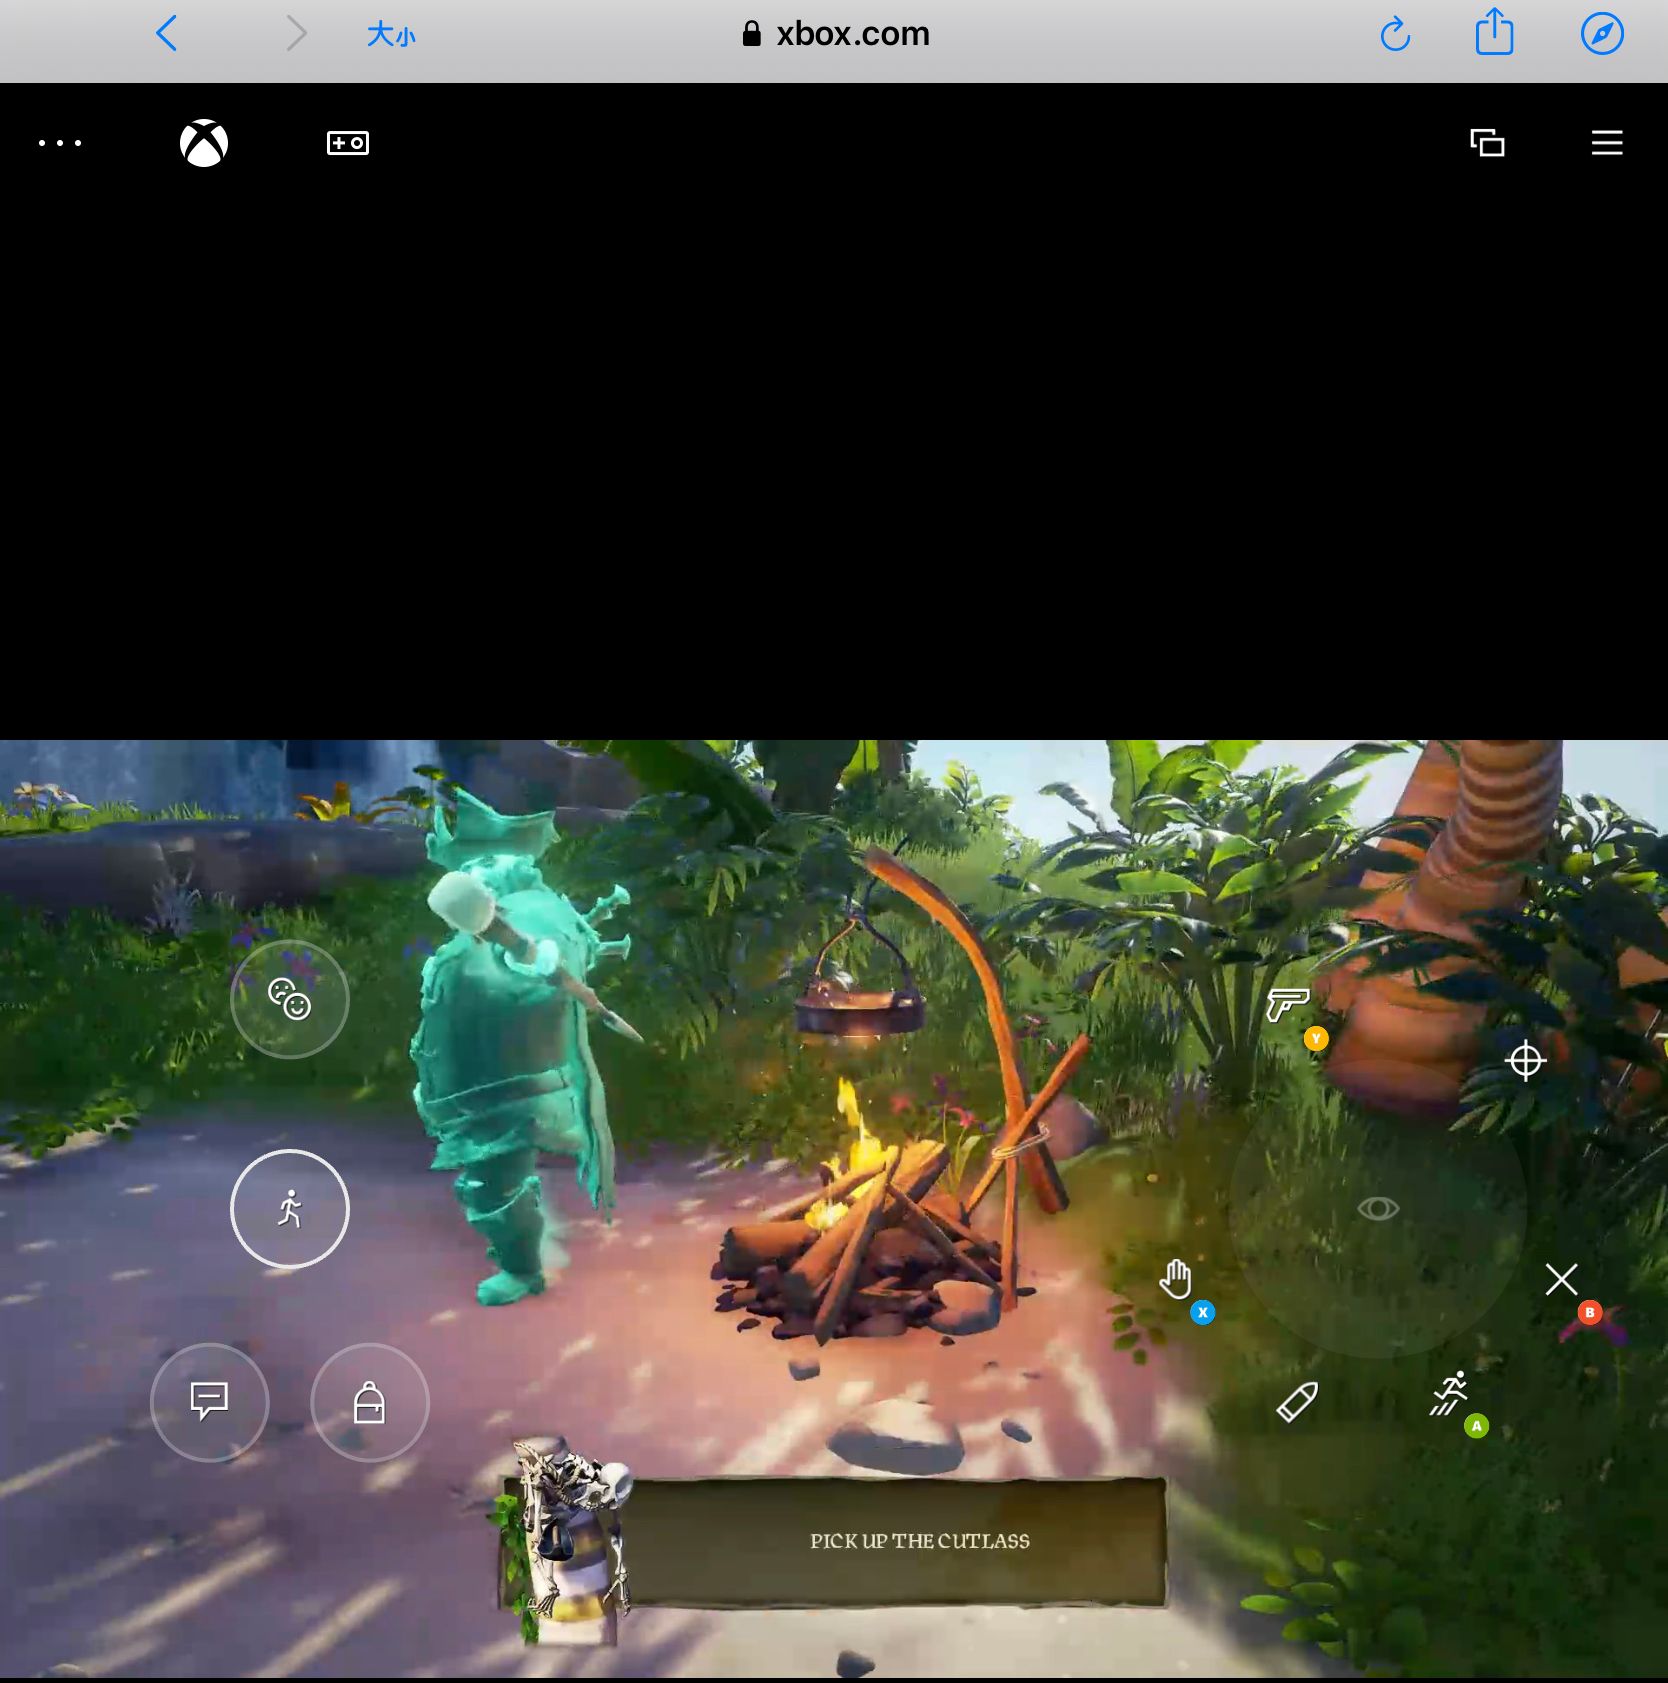 大小
xbox.com
Y
X
B
A
PICK UP THE CUTLASS